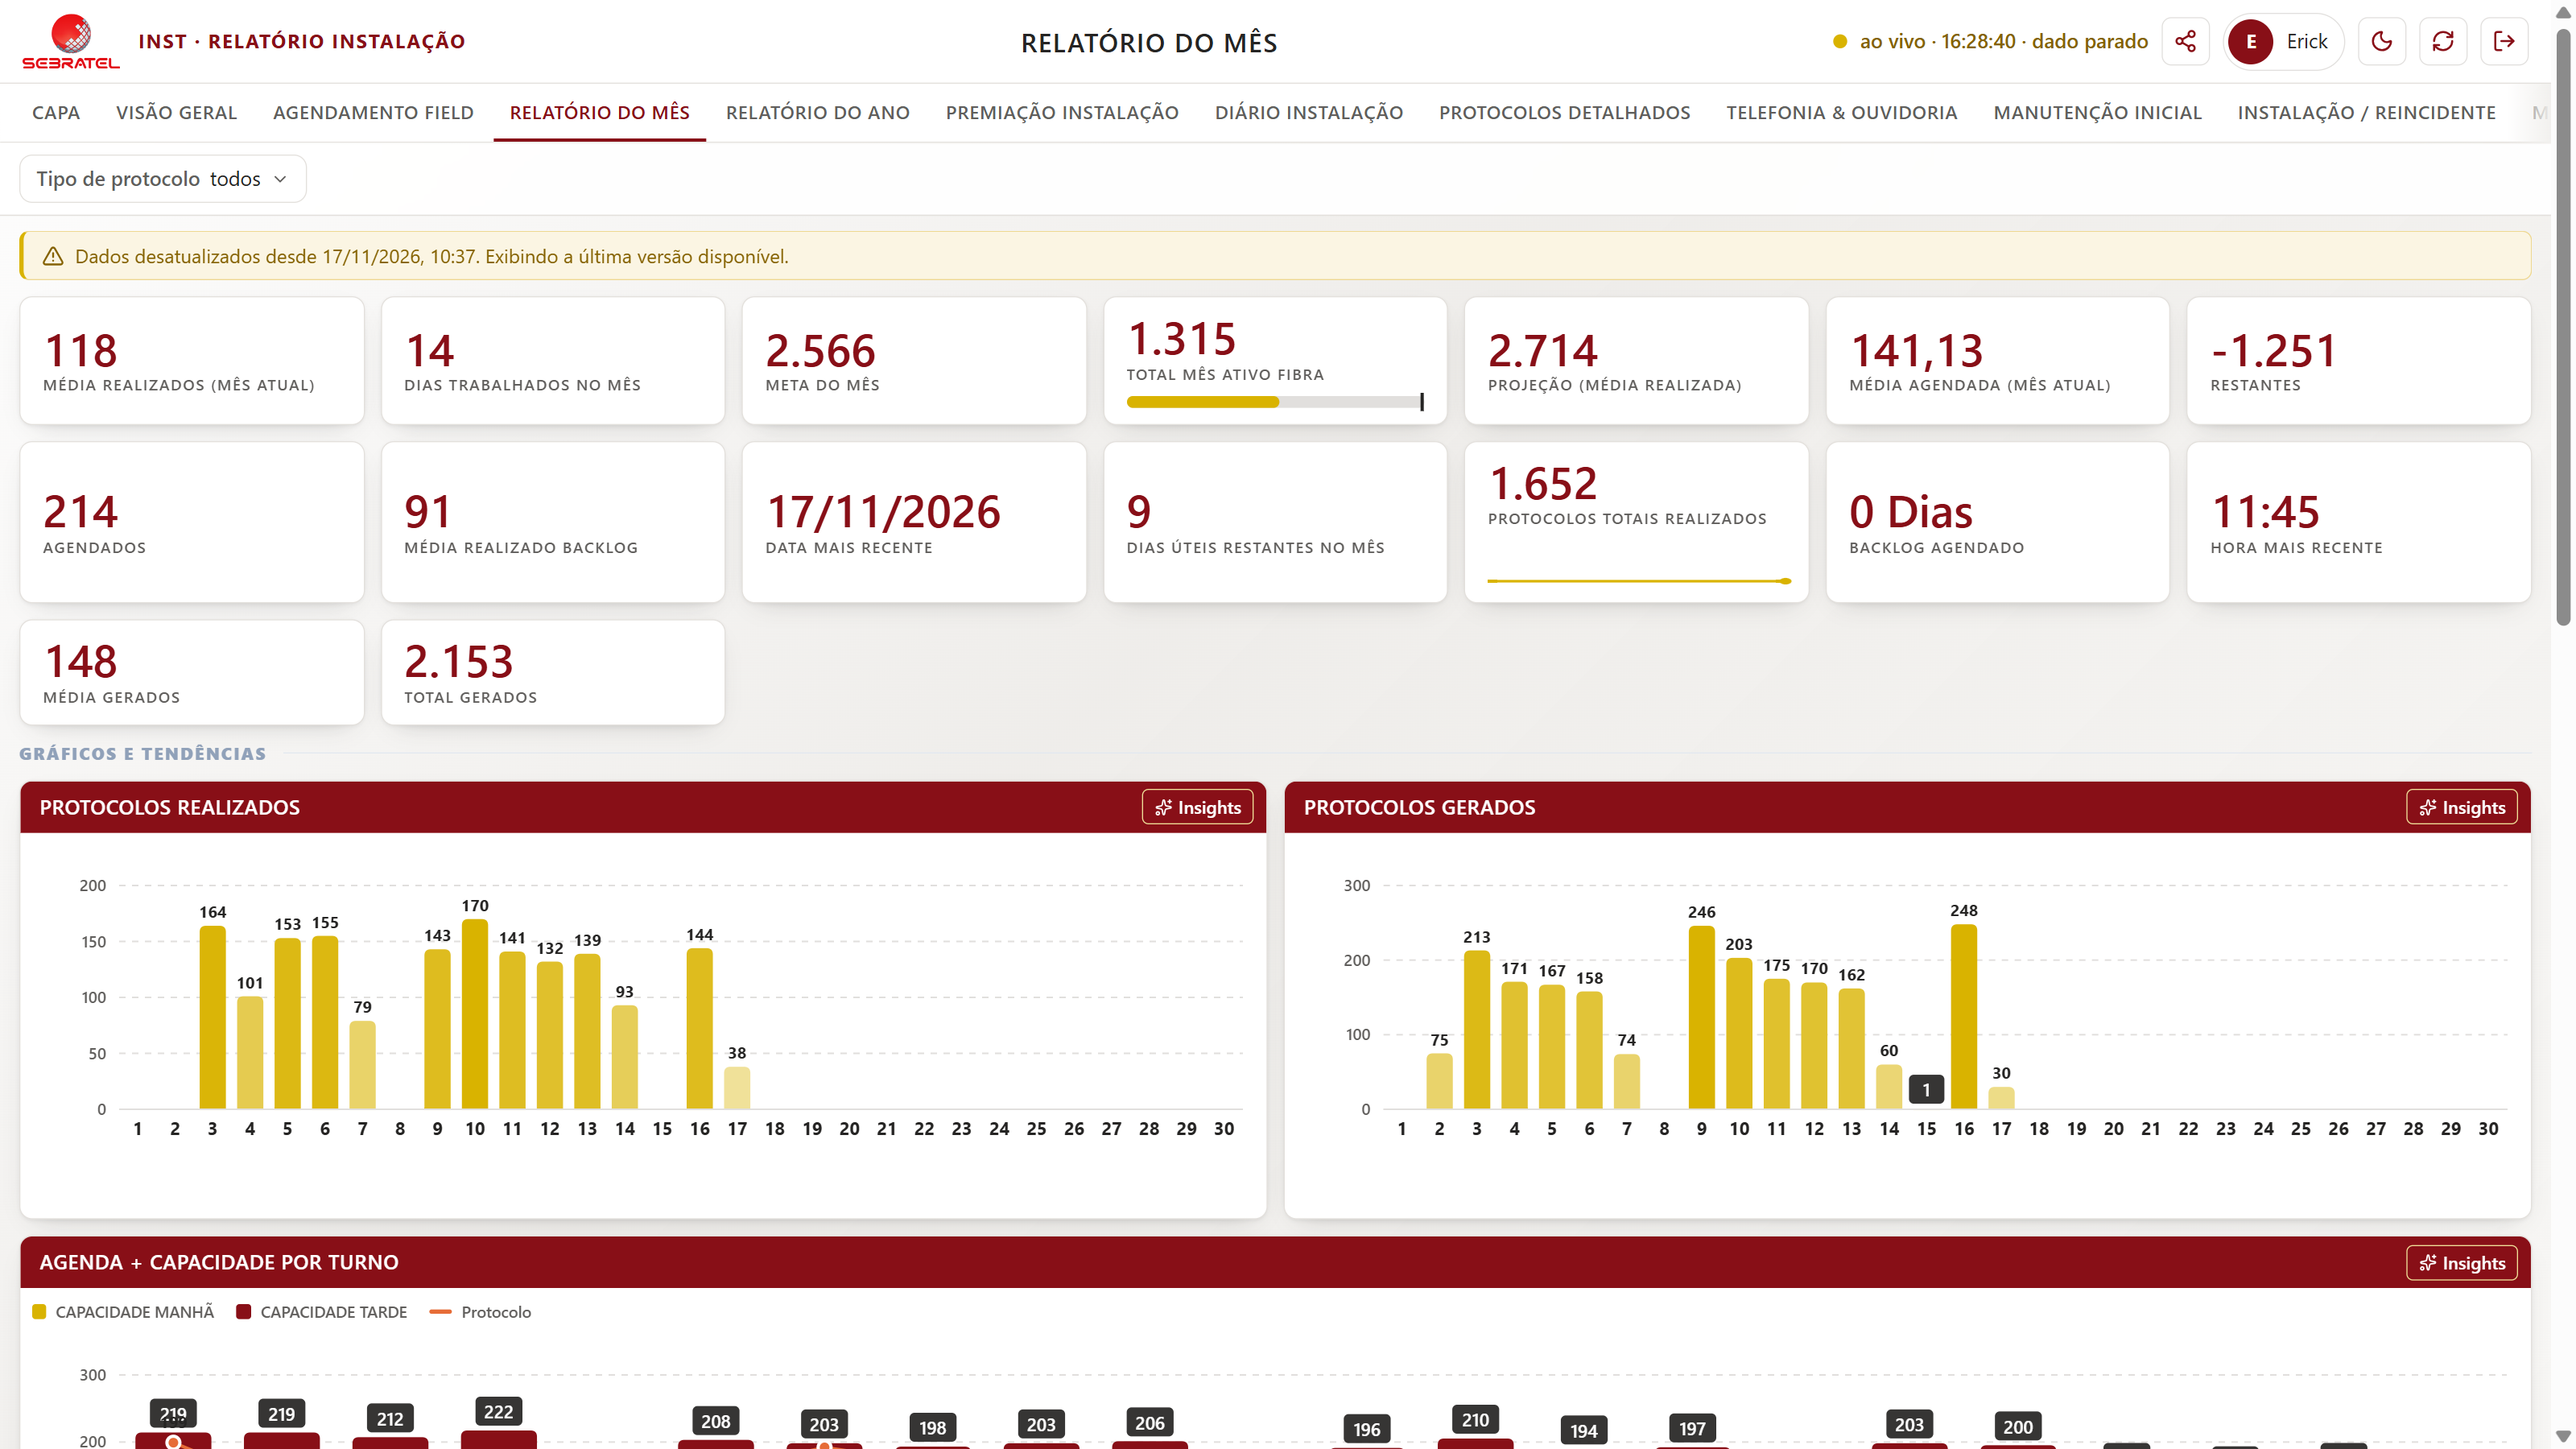 SEBRATEL
INST · RELATÓRIO INSTALAÇÃO
RELATÓRIO DO MÊS
ao vivo · 16:28:40 · dado parado
E Erick
CAPA VISÃO GERAL AGENDAMENTO FIELD RELATÓRIO DO MÊS RELATÓRIO DO ANO PREMIAÇÃO INSTALAÇÃO DIÁRIO INSTALAÇÃO PROTOCOLOS DETALHADOS TELEFONIA & OUVIDORIA MANUTENÇÃO INICIAL INSTALAÇÃO / REINCIDENTE M
Tipo de protocolo todos
Dados desatualizados desde 17/11/2026, 10:37. Exibindo a última versão disponível.
118
MÉDIA REALIZADOS (MÊS ATUAL)
14
DIAS TRABALHADOS NO MÊS
2.566
META DO MÊS
1.315
TOTAL MÊS ATIVO FIBRA
2.714
PROJEÇÃO (MÉDIA REALIZADA)
141,13
MÉDIA AGENDADA (MÊS ATUAL)
-1.251
RESTANTES
214
AGENDADOS
91
MÉDIA REALIZADO BACKLOG
17/11/2026
DATA MAIS RECENTE
9
DIAS ÚTEIS RESTANTES NO MÊS
1.652
PROTOCOLOS TOTAIS REALIZADOS
0 Dias
BACKLOG AGENDADO
11:45
HORA MAIS RECENTE
148
MÉDIA GERADOS
2.153
TOTAL GERADOS
GRÁFICOS E TENDÊNCIAS
PROTOCOLOS REALIZADOS
Insights
200
150
100
50
0
164 101 153 155 79 143 170 141 132 139 93 144 38
1 2 3 4 5 6 7 8 9 10 11 12 13 14 15 16 17 18 19 20 21 22 23 24 25 26 27 28 29 30
PROTOCOLOS GERADOS
Insights
300
200
100
0
75 213 171 167 158 74 246 203 175 170 162 60 1 248 30
1 2 3 4 5 6 7 8 9 10 11 12 13 14 15 16 17 18 19 20 21 22 23 24 25 26 27 28 29 30
AGENDA + CAPACIDADE POR TURNO
Insights
CAPACIDADE MANHÃ CAPACIDADE TARDE Protocolo
300
219 219 212 222 208 203 198 203 206 196 210 194 197 203 200
200